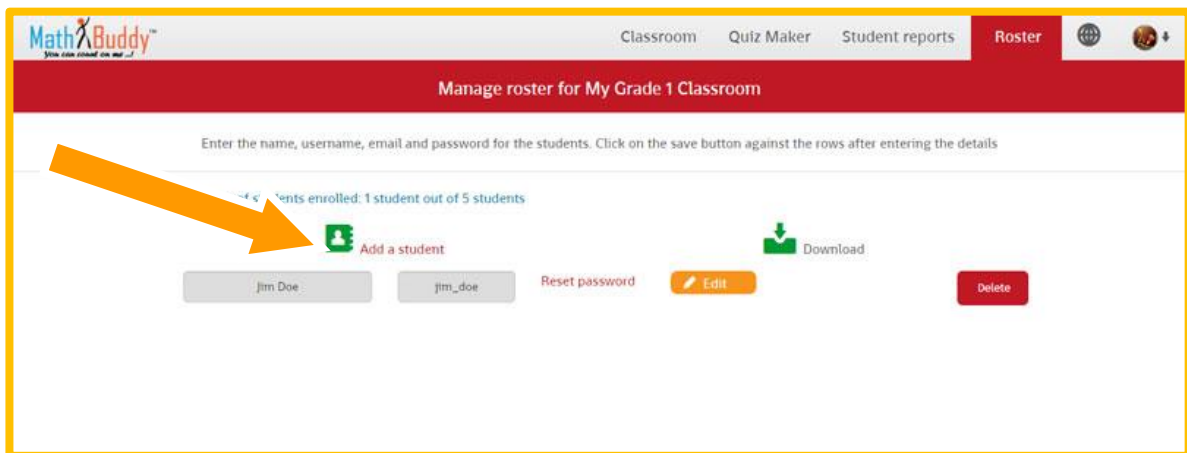 MathBuddy™
You can count on me ...!
Classroom Quiz Maker Student reports Roster
Manage roster for My Grade 1 Classroom
Enter the name, username, email and password for the students. Click on the save button against the rows after entering the details
enrolled: 1 student out of 5 students
Add a student Download
Jim Doe jim_doe Reset password Edit Delete